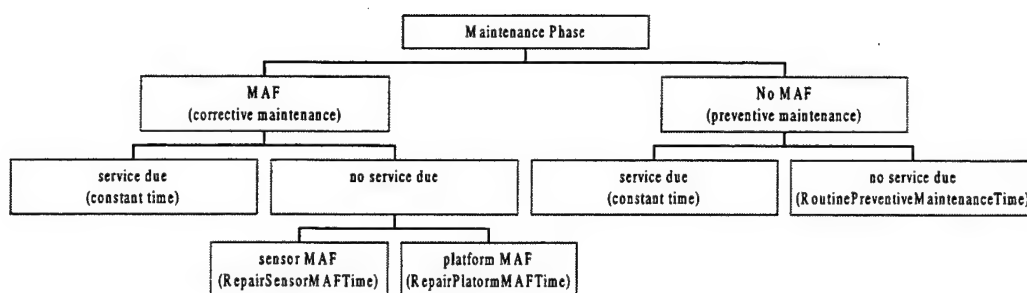 Maintenance Phase
MAF
(corrective maintenance)
No MAF
(preventive maintenance)
service due
(constant time)
no service due
service due
(constant time)
no service due
(RoutinePreventiveMaintenanceTime)
sensor MAF
(RepairSensorMAFTime)
platform MAF
(RepairPlatormMAFTime)